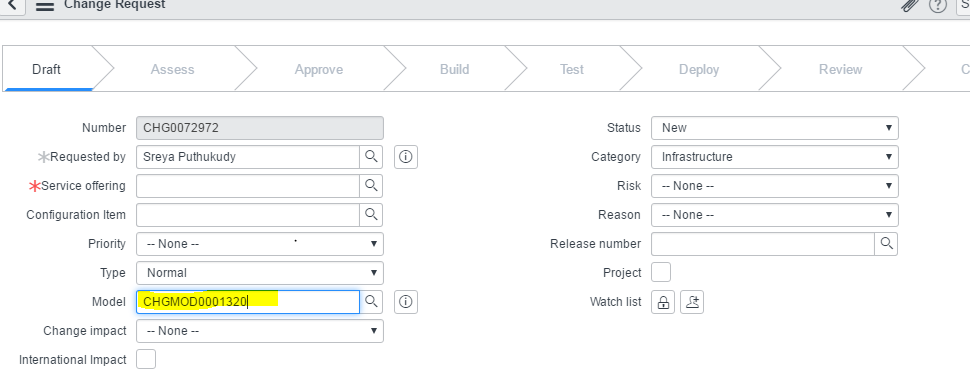 Change Request
Draft
Assess
Approve
Build
Test
Deploy
Review
Number CHG0072972
Status New
Requested by Sreya Puthukudy
Category Infrastructure
Service offering
Risk -- None --
Configuration Item
Reason -- None --
Priority -- None --
Release number
Type Normal
Project
Model CHGMOD0001320
Watch list
Change impact -- None --
International Impact